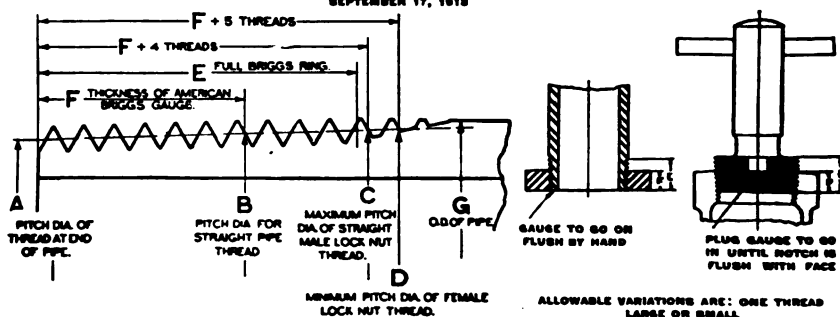 SEPTEMBER 17, 1913
F + 5 THREADS
F + 4 THREADS
E FULL BRIGGS RING.
F THICKNESS OF AMERICAN
BRIGGS GAUGE.
A
PITCH DIA. OF
THREAD AT END
OF PIPE.
B
PITCH DIA FOR
STRAIGHT PIPE
THREAD
C
MAXIMUM PITCH
DIA OF STRAIGHT
MALE LOCK NUT
THREAD.
D
MINIMUM PITCH DIA. OF FEMALE
LOCK NUT THREAD.
G
O.D. OF PIPE
GAUGE TO GO ON
FLUSH BY HAND
E
F
PLUG GAUGE TO GO
IN UNTIL NOTCH IS
FLUSH WITH FACE
ALLOWABLE VARIATIONS ARE: ONE THREAD
LARGE OR SMALL